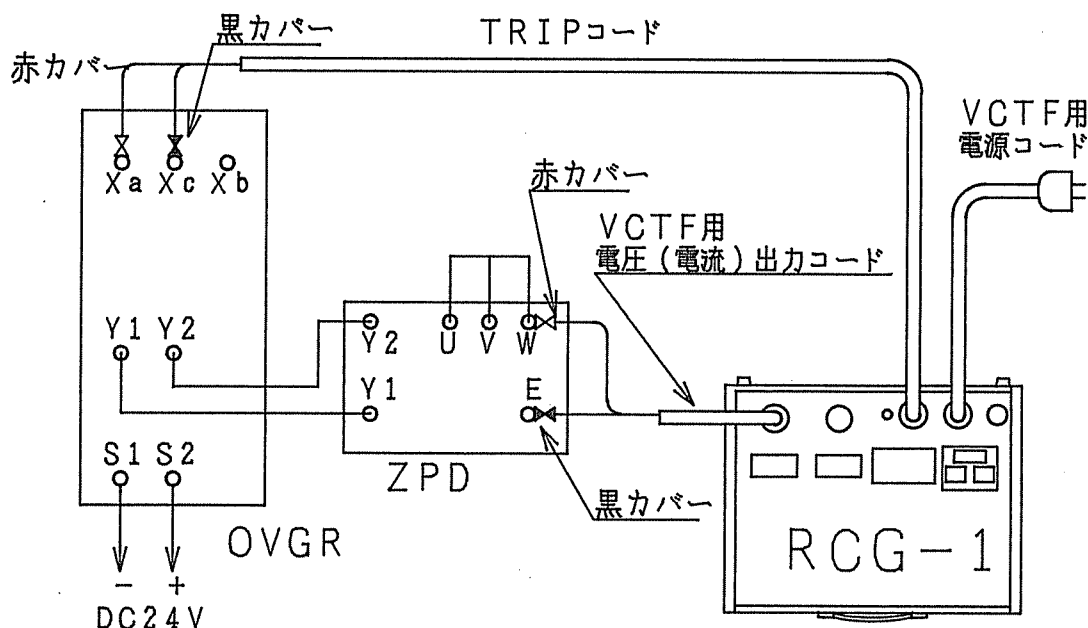 黒カバー
TRIPコード
赤カバー
VCTF用
電源コード
Xa Xc Xb
赤カバー
VCTF用
電圧(電流)出力コード
Y1 Y2
Y2 U V W
Y1 E
S1 S2
ZPD
黒カバー
OVGR
RCG-1
- +
DC24V